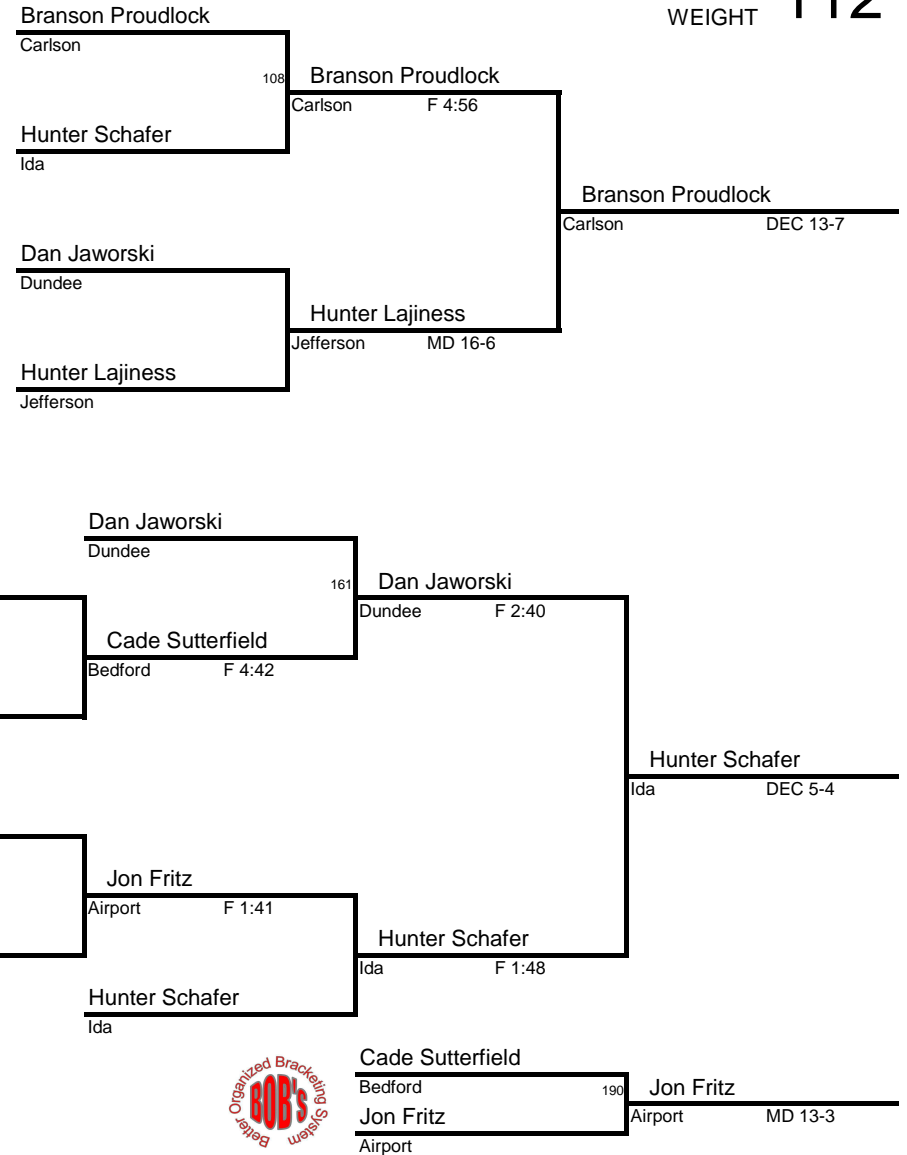 Branson Proudlock
WEIGHT 112
Carlson
108 Branson Proudlock
Carlson F 4:56
Hunter Schafer
Ida
Branson Proudlock
Carlson DEC 13-7
Dan Jaworski
Dundee
Hunter Lajiness
Jefferson MD 16-6
Hunter Lajiness
Jefferson
Dan Jaworski
Dundee
161 Dan Jaworski
Dundee F 2:40
Cade Sutterfield
Bedford F 4:42
Hunter Schafer
Ida DEC 5-4
Jon Fritz
Airport F 1:41
Hunter Schafer
Ida F 1:48
Hunter Schafer
Ida
Better Organized Bracketing System
BOB's
Cade Sutterfield
Bedford
190 Jon Fritz
Airport MD 13-3
Jon Fritz
Airport